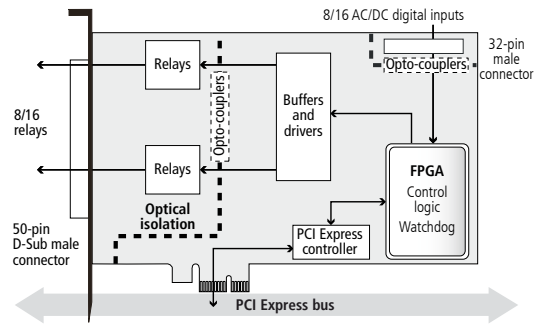 8/16 AC/DC digital inputs
32-pin
male
connector
Opto-couplers
Relays
Opto-couplers
Buffers
and
drivers
8/16
relays
Relays
FPGA
Control
logic
Watchdog
Optical
isolation
50-pin
D-Sub male
connector
PCI Express
controller
PCI Express bus